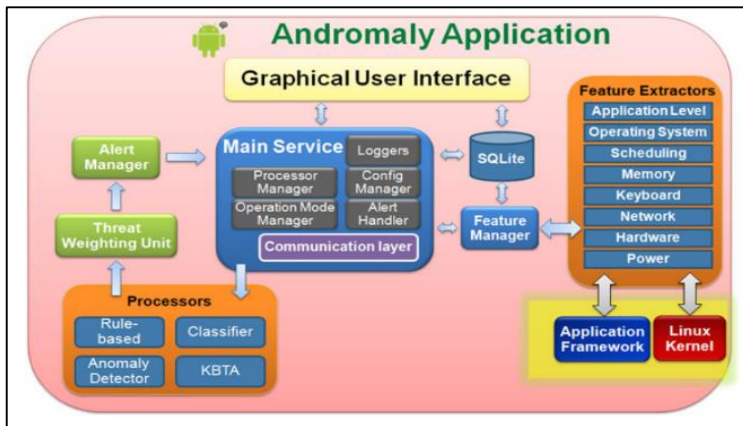 Andromaly Application
Graphical User Interface
Feature Extractors
Application Level
Operating System
Scheduling
Memory
Keyboard
Network
Hardware
Power
Alert
Manager
Main Service
Loggers
Processor
Manager
Config
Manager
Operation Mode
Manager
Alert
Handler
Communication layer
SQLite
Feature
Manager
Threat
Weighting Unit
Processors
Rule-
based
Classifier
Anomaly
Detector
KBTA
Application
Framework
Linux
Kernel